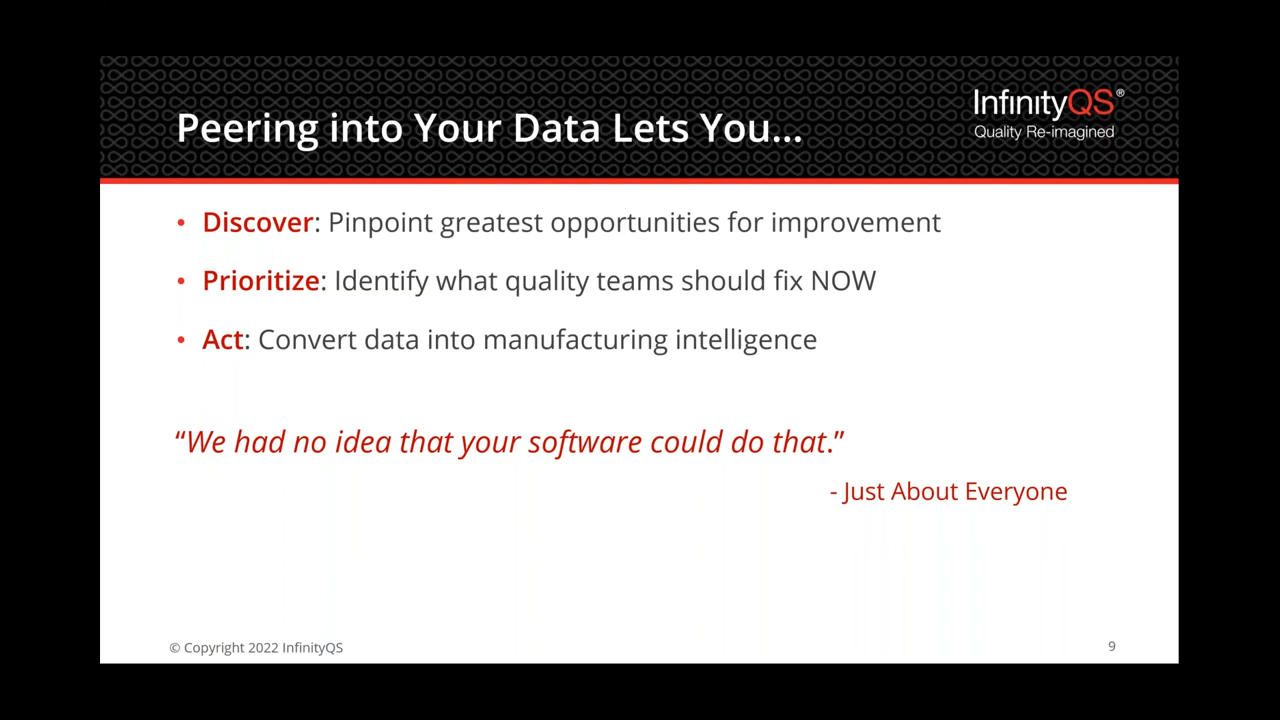 Peering into Your Data Lets You...
InfinityQS®
Quality Re-imagined
• Discover: Pinpoint greatest opportunities for improvement
• Prioritize: Identify what quality teams should fix NOW
• Act: Convert data into manufacturing intelligence
“We had no idea that your software could do that.”
- Just About Everyone
© Copyright 2022 InfinityQS
9